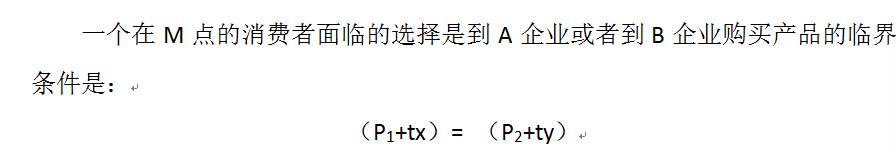 一个在 M 点的消费者面临的选择是到 A 企业或者到 B 企业购买产品的临界
条件是：
（P₁+tx）= （P₂+ty）